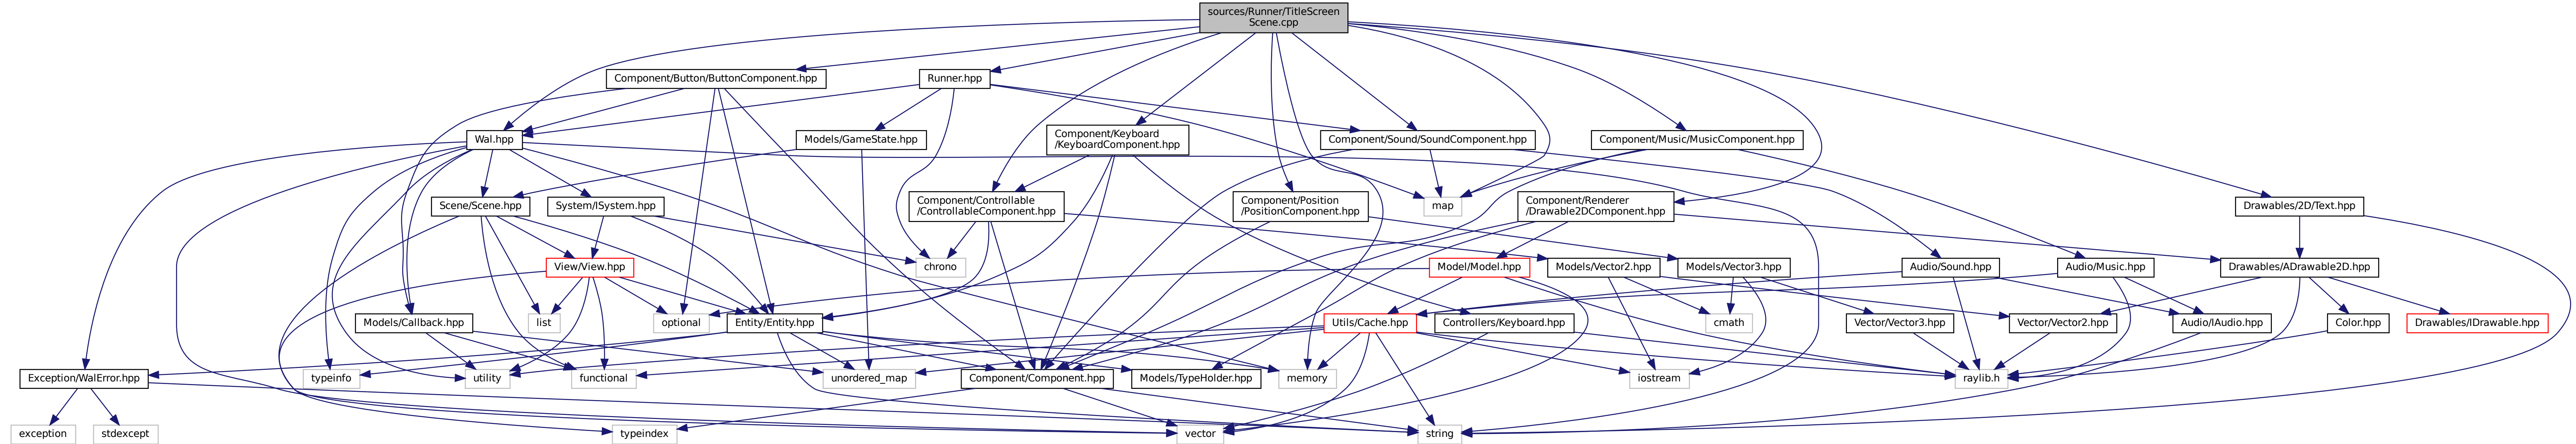 sources/Runner/TitleScreen
Scene.cpp
Component/Button/ButtonComponent.hpp
Runner.hpp
Wal.hpp
Models/GameState.hpp
Component/Keyboard
/KeyboardComponent.hpp
Component/Sound/SoundComponent.hpp
Component/Music/MusicComponent.hpp
Scene/Scene.hpp
System/ISystem.hpp
Component/Controllable
/ControllableComponent.hpp
Component/Position
/PositionComponent.hpp
map
Component/Renderer
/Drawable2DComponent.hpp
Drawables/2D/Text.hpp
View/View.hpp
chrono
Model/Model.hpp
Models/Vector2.hpp
Models/Vector3.hpp
Audio/Sound.hpp
Audio/Music.hpp
Drawables/ADrawable2D.hpp
Models/Callback.hpp
list
optional
Entity/Entity.hpp
Utils/Cache.hpp
Controllers/Keyboard.hpp
cmath
Vector/Vector3.hpp
Vector/Vector2.hpp
Audio/IAudio.hpp
Color.hpp
Drawables/IDrawable.hpp
Exception/WalError.hpp
typeinfo
utility
functional
unordered_map
Component/Component.hpp
Models/TypeHolder.hpp
memory
iostream
raylib.h
exception
stdexcept
typeindex
vector
string